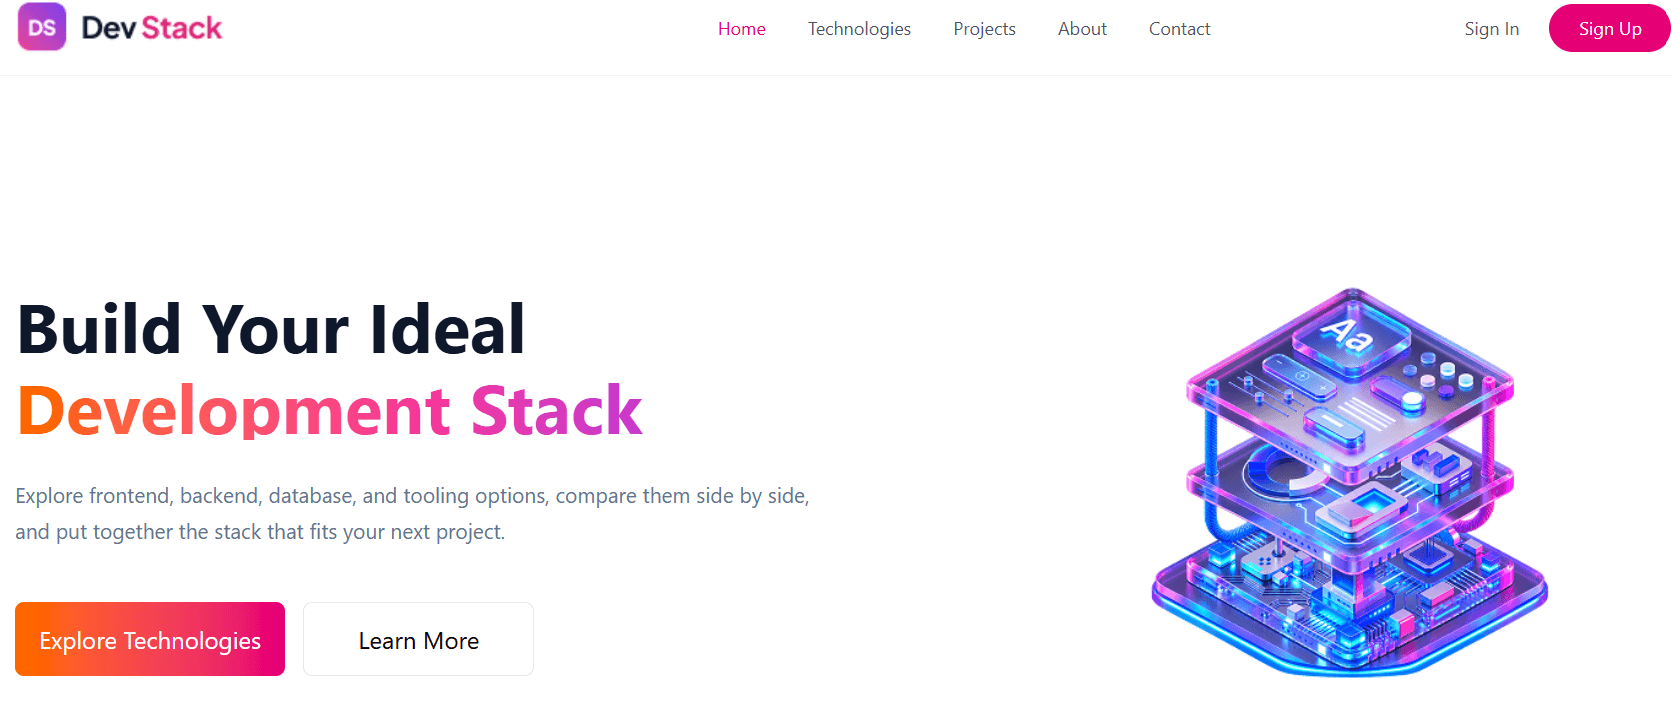 DS Dev Stack
Home Technologies Projects About Contact
Sign In Sign Up
Build Your Ideal
Development Stack
Explore frontend, backend, database, and tooling options, compare them side by side,
and put together the stack that fits your next project.
Explore Technologies
Learn More
Aa